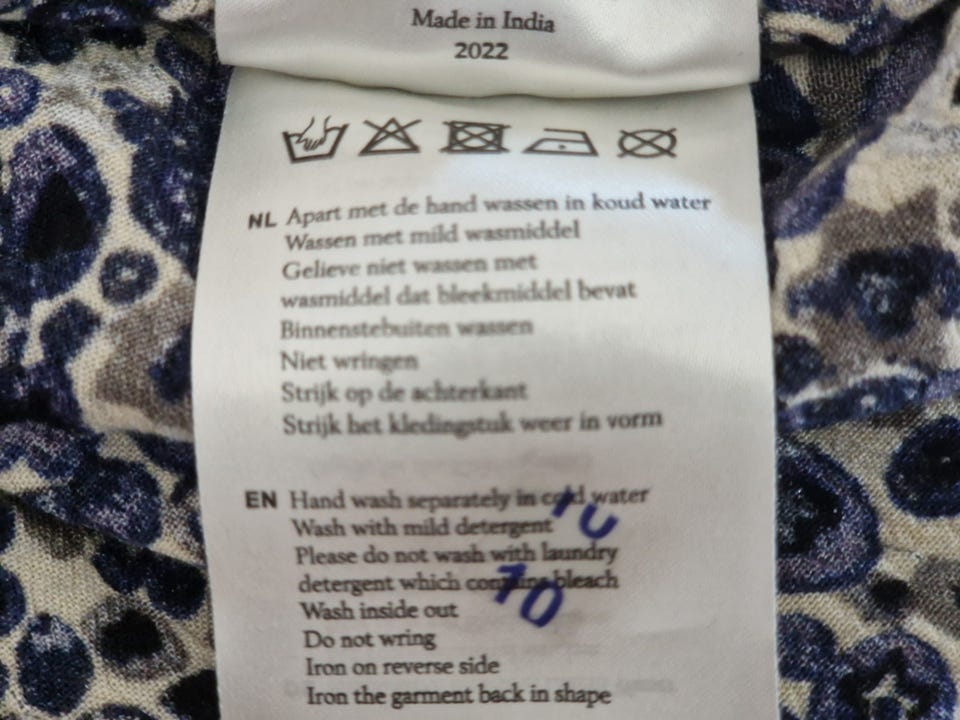 Made in India
2022
NL Apart met de hand wassen in koud water
Wassen met mild wasmiddel
Gelieve niet wassen met
wasmiddel dat bleekmiddel bevat
Binnenstebuiten wassen
Niet wringen
Strijk op de achterkant
Strijk het kledingstuk weer in vorm
EN Hand wash separately in cold water
Wash with mild detergent
Please do not wash with laundry
detergent which contains bleach
Wash inside out
Do not wring
Iron on reverse side
Iron the garment back in shape
10
10